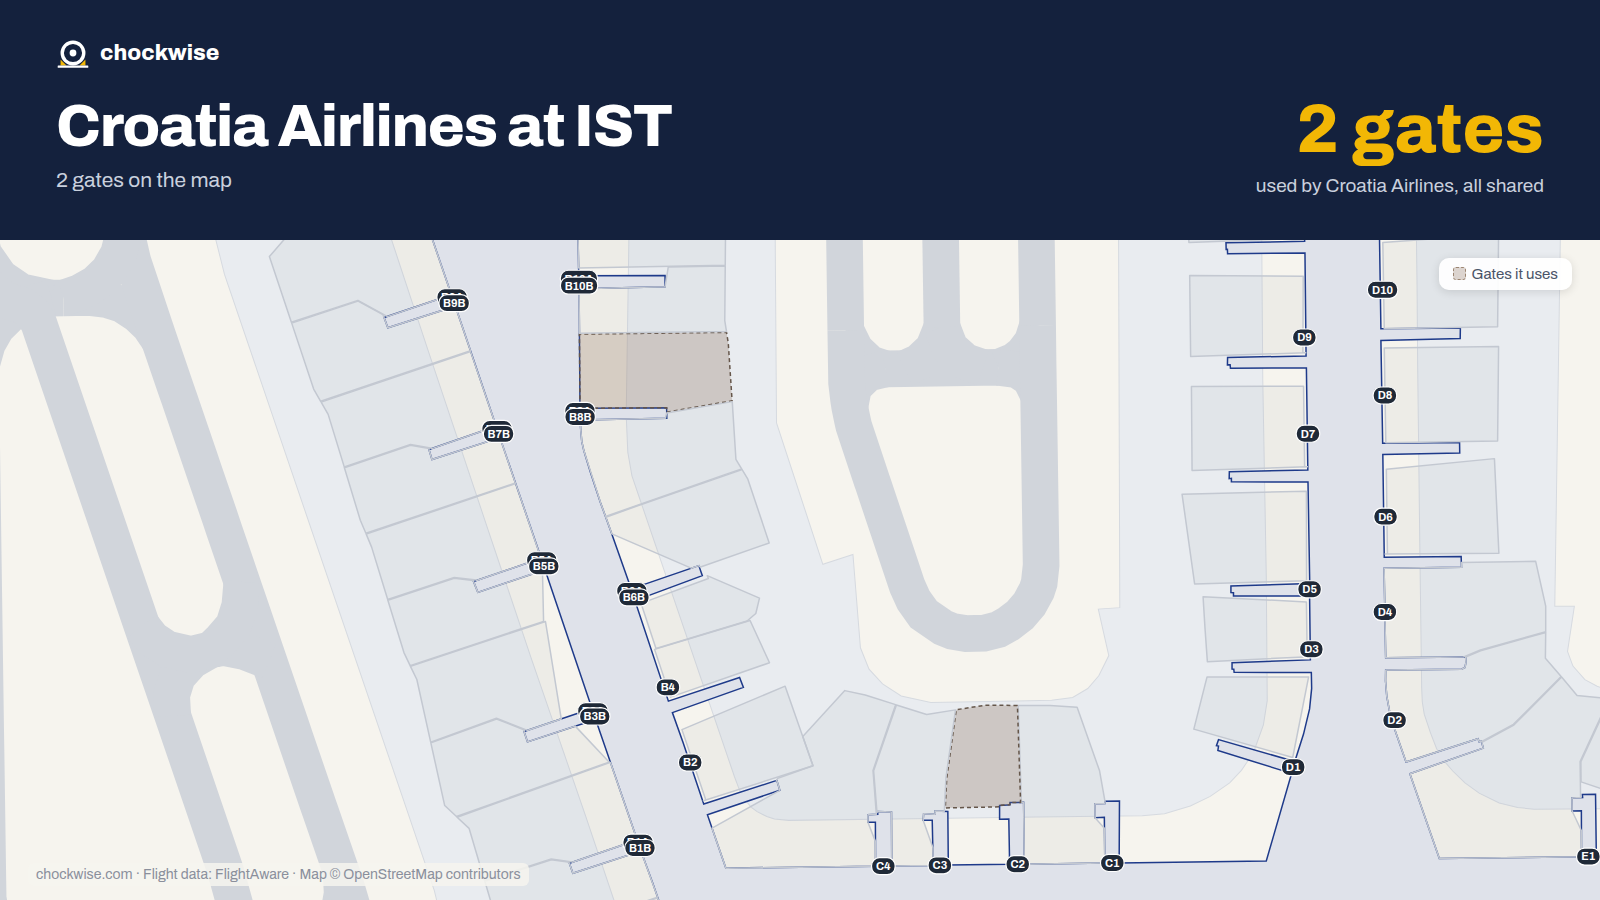 chockwise
Croatia Airlines at IST
2 gates on the map
2 gates
used by Croatia Airlines, all shared
Gates it uses
B9B
B10B
D10
D9
D8
B8B
B7B
D7
D6
B5B
B6B
D5
D4
D3
B4
B3B
D2
B2
D1
B1B
C4
C3
C2
C1
E1
chockwise.com · Flight data: FlightAware · Map © OpenStreetMap contributors